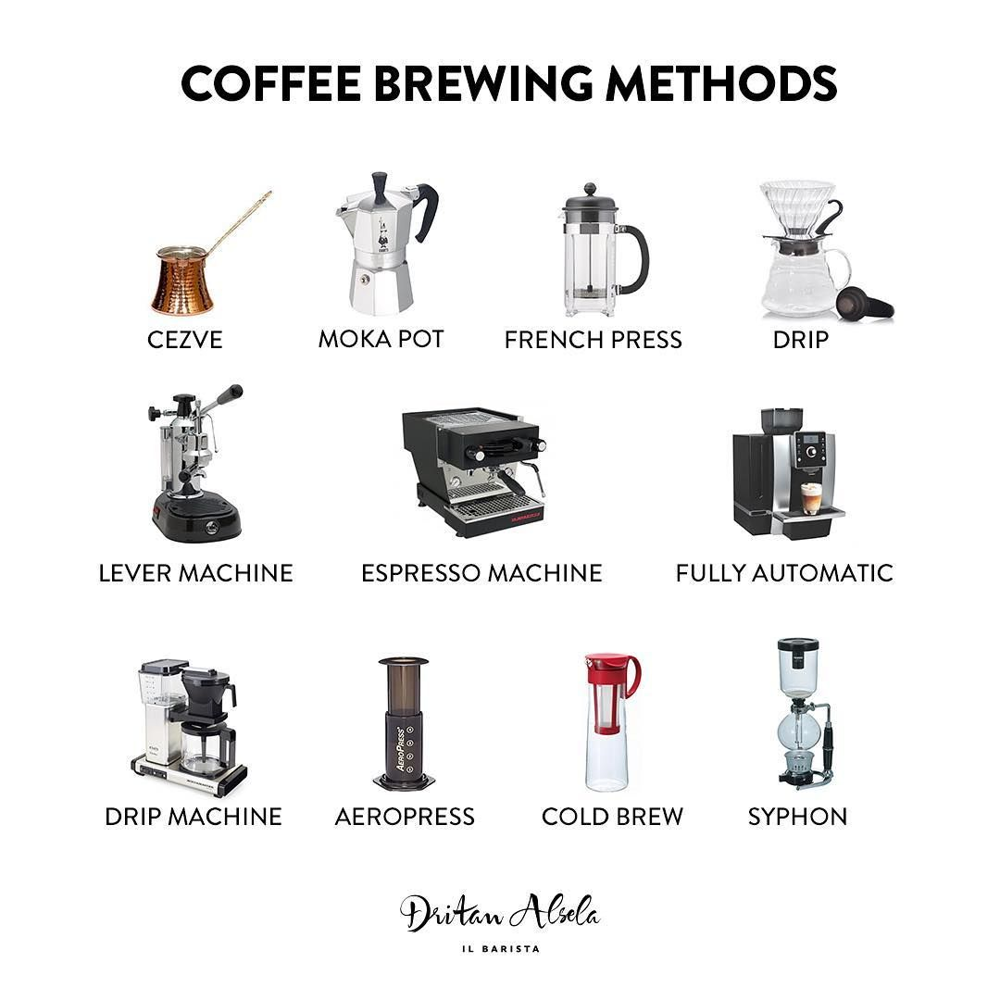 COFFEE BREWING METHODS
CEZVE
MOKA POT
FRENCH PRESS
DRIP
LEVER MACHINE
ESPRESSO MACHINE
FULLY AUTOMATIC
AEROPRESS
DRIP MACHINE
AEROPRESS
COLD BREW
SYPHON
Dritan Alsela
IL BARISTA